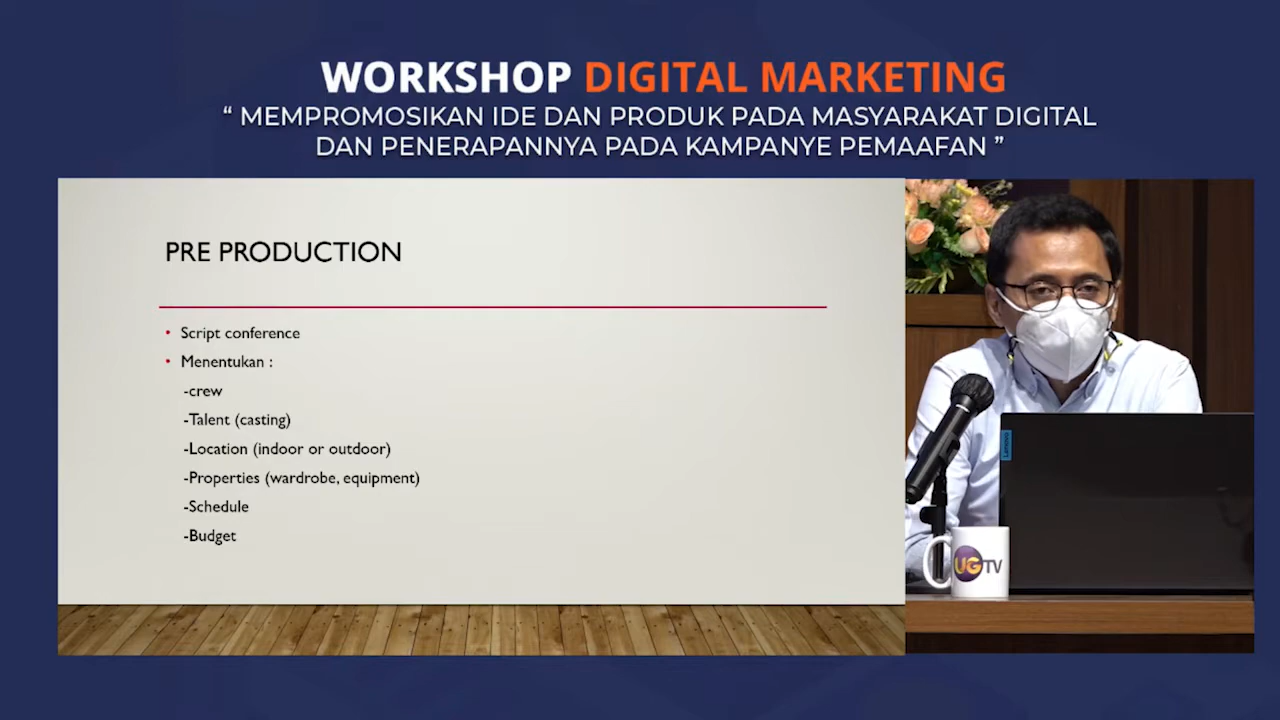 WORKSHOP DIGITAL MARKETING
“ MEMPROMOSIKAN IDE DAN PRODUK PADA MASYARAKAT DIGITAL
DAN PENERAPANNYA PADA KAMPANYE PEMAAFAN ”
PRE PRODUCTION
• Script conference
• Menentukan :
-crew
-Talent (casting)
-Location (indoor or outdoor)
-Properties (wardrobe, equipment)
-Schedule
-Budget
Lenovo
UGTV